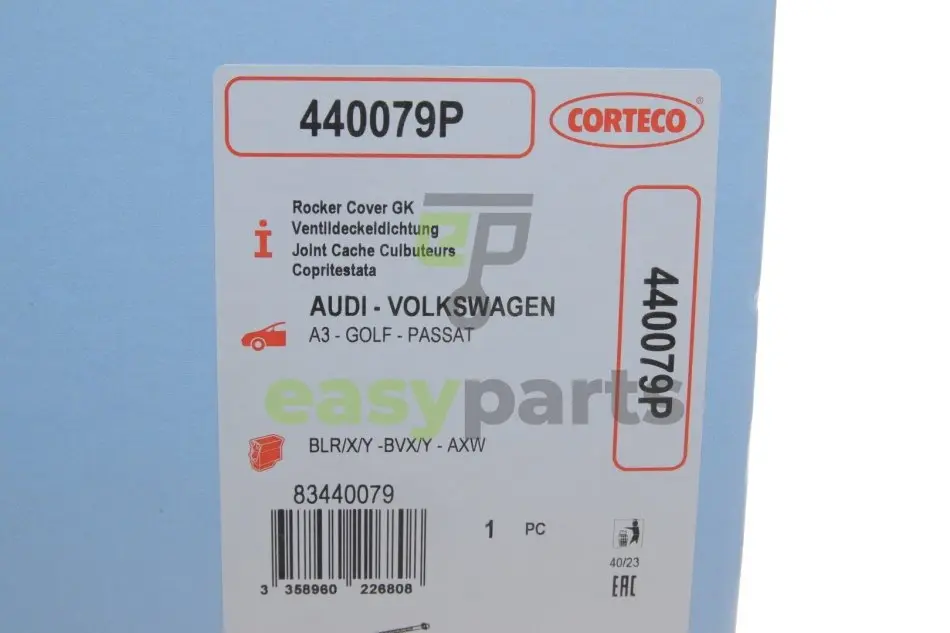 440079P
CORTECO®
Rocker Cover GK
Ventildeckeldichtung
Joint Cache Culbuteurs
Copritestata
AUDI - VOLKSWAGEN
A3 - GOLF - PASSAT
440079P
ep
easyparts
BLR/X/Y -BVX/Y - AXW
83440079
1 PC
40/23
EAC
3 358960 226808